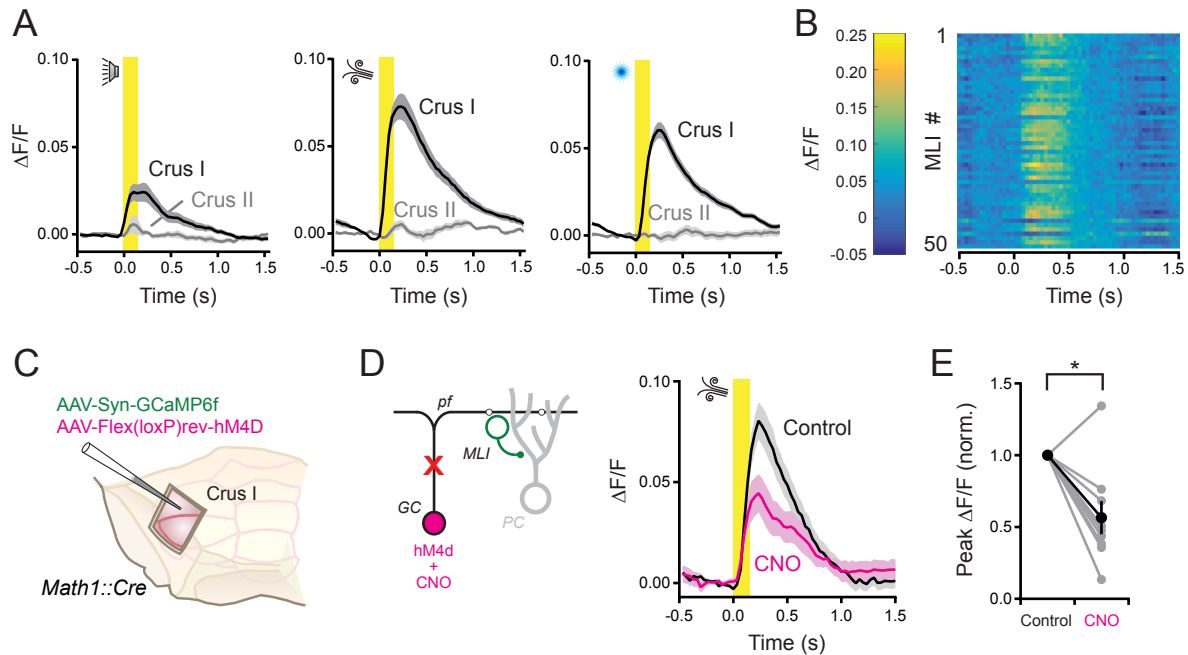 A
ΔF/F
0.10
0.05
0.00
Crus I
Crus II
-0.5 0.0 0.5 1.0 1.5
Time (s)
0.10
0.05
0.00
Crus I
Crus II
-0.5 0.0 0.5 1.0 1.5
Time (s)
0.10
0.05
0.00
Crus I
Crus II
-0.5 0.0 0.5 1.0 1.5
Time (s)
B
ΔF/F
0.25
0.20
0.15
0.10
0.05
0
-0.05
MLI #
1
50
-0.5 0.0 0.5 1.0 1.5
Time (s)
C
AAV-Syn-GCaMP6f
AAV-Flex(loxP)rev-hM4D
Crus I
Math1::Cre
D
pf
MLI
GC
PC
hM4d
+
CNO
ΔF/F
0.10
0.05
0.00
Control
CNO
-0.5 0.0 0.5 1.0 1.5
Time (s)
E
Peak ΔF/F (norm.)
1.5
1.0
0.5
0.0
*
Control CNO